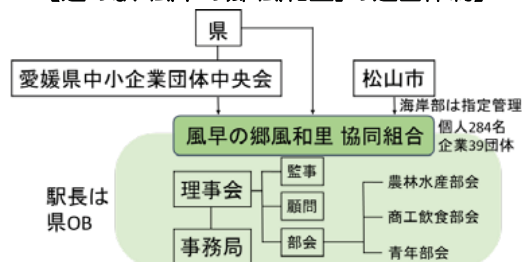 県
愛媛県中小企業団体中央会
松山市
海岸部は指定管理
風早の郷風和里 協同組合
個人284名
企業39団体
駅長は
県OB
理事会
事務局
監事
顧問
部会
農林水産部会
商工飲食部会
青年部会